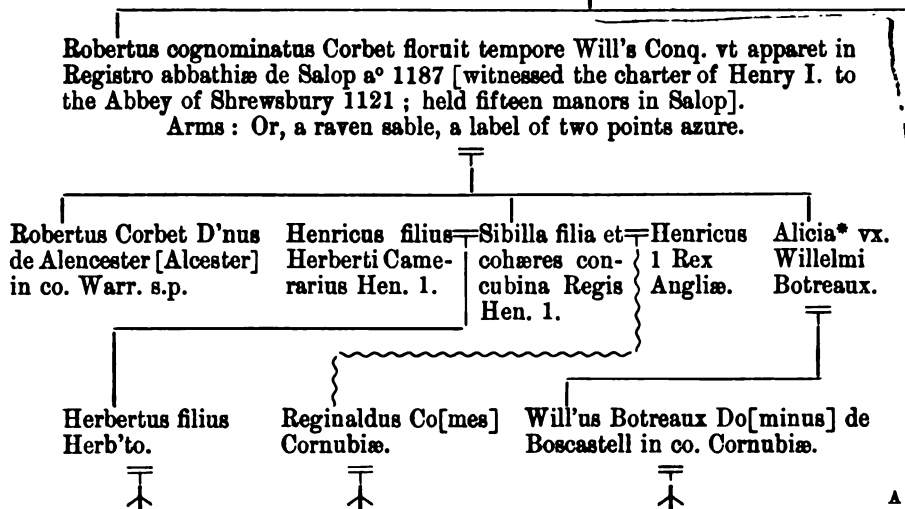 Robertus cognominatus Corbet floruit tempore Will's Conq. vt apparet in
Registro abbathiæ de Salop aº 1187 [witnessed the charter of Henry I. to
the Abbey of Shrewsbury 1121 ; held fifteen manors in Salop].
Arms : Or, a raven sable, a label of two points azure.
Robertus Corbet D'nus
de Alencester [Alcester]
in co. Warr. s.p.
Henricus filius
Herberti Came-
rarius Hen. 1.
Sibilla filia et
cohæres con-
cubina Regis
Hen. 1.
Henricus
1 Rex
Angliæ.
Alicia* vx.
Willelmi
Botreaux.
Herbertus filius
Herb'to.
Reginaldus Co[mes]
Cornubiæ.
Will'us Botreaux Do[minus] de
Boscastell in co. Cornubiæ.
A